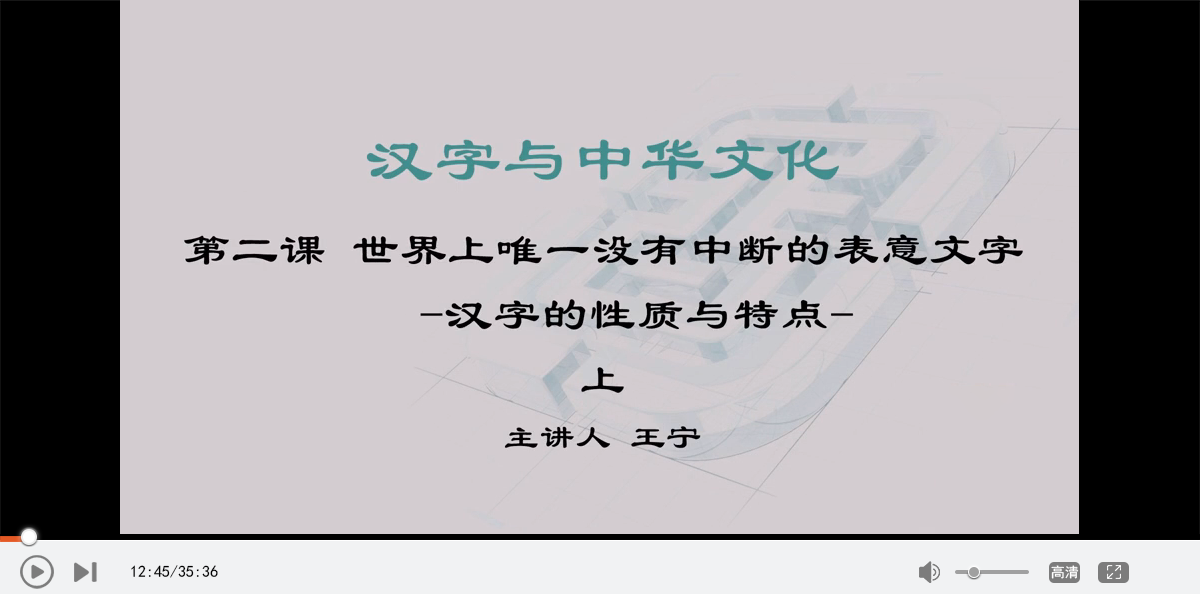 汉字与中华文化
第二课 世界上唯一没有中断的表意文字
-汉字的性质与特点-
上
主讲人 王宁
12:45/35:36
高清